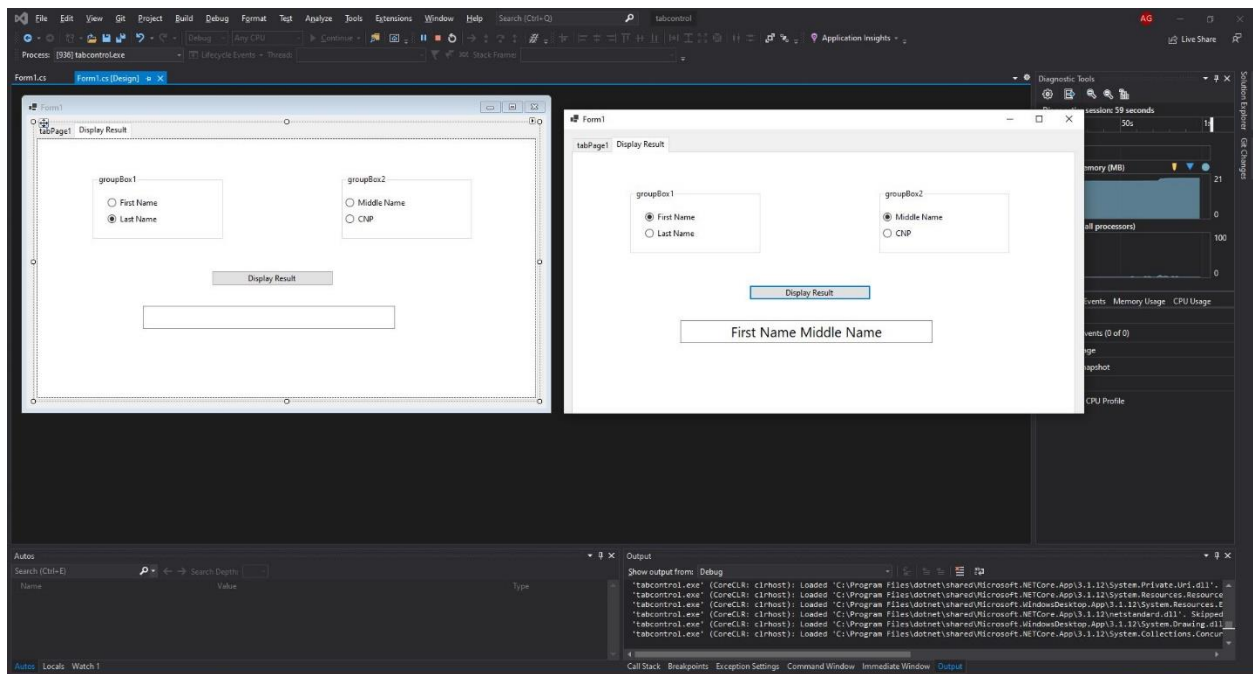 File Edit View Git Project Build Debug Format Test Analyze Tools Extensions Window Help Search (Ctrl+Q) tabcontrol AG
Debug Any CPU Continue Application Insights Live Share
Process: [936] tabcontrol.exe Lifecycle Events Thread: Stack Frame:
Form1.cs Form1.cs [Design]
Form1
tabPage1 Display Result
groupBox1
First Name
Last Name
groupBox2
Middle Name
CNP
Display Result
Form1
tabPage1 Display Result
groupBox1
First Name
Last Name
groupBox2
Middle Name
CNP
Display Result
First Name Middle Name
Diagnostic Tools
session: 59 seconds
50s
(MB)
21
0
all processors)
100
0
Memory Usage CPU Usage
(0 of 0)
CPU Profile
Solution Explorer
Git Changes
Autos
Search (Ctrl+E) Search Depth:
Name Value Type
Autos Locals Watch 1
Output
Show output from: Debug
'tabcontrol.exe' (CoreCLR: clrhost): Loaded 'C:\Program Files\dotnet\shared\Microsoft.NETCore.App\3.1.12\System.Private.Uri.dll'.
'tabcontrol.exe' (CoreCLR: clrhost): Loaded 'C:\Program Files\dotnet\shared\Microsoft.NETCore.App\3.1.12\System.Resources.Resource
'tabcontrol.exe' (CoreCLR: clrhost): Loaded 'C:\Program Files\dotnet\shared\Microsoft.WindowsDesktop.App\3.1.12\System.Resources.E
'tabcontrol.exe' (CoreCLR: clrhost): Loaded 'C:\Program Files\dotnet\shared\Microsoft.NETCore.App\3.1.12\netstandard.dll'. Skipped
'tabcontrol.exe' (CoreCLR: clrhost): Loaded 'C:\Program Files\dotnet\shared\Microsoft.WindowsDesktop.App\3.1.12\System.Drawing.dll
'tabcontrol.exe' (CoreCLR: clrhost): Loaded 'C:\Program Files\dotnet\shared\Microsoft.NETCore.App\3.1.12\System.Collections.Concur
Call Stack Breakpoints Exception Settings Command Window Immediate Window Output